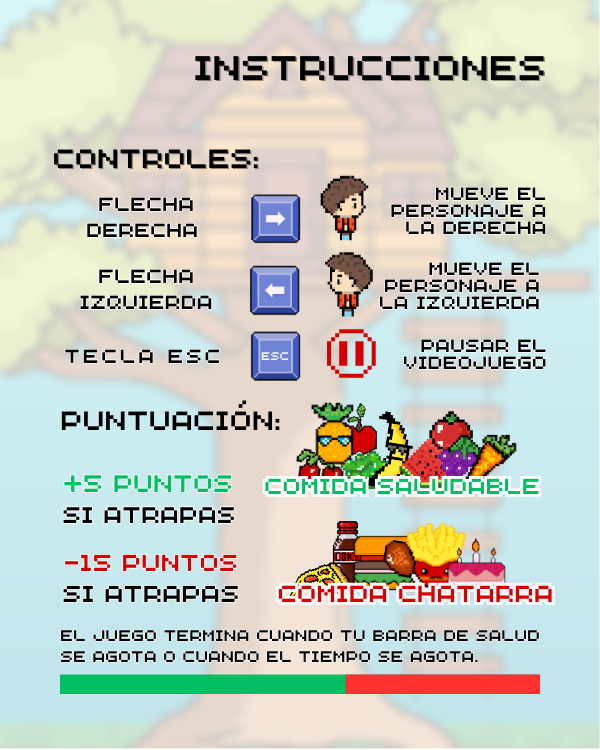 INSTRUCCIONES
CONTROLES:
FLECHA
DERECHA
MUEVE EL
PERSONAJE A
LA DERECHA
FLECHA
IZQUIERDA
MUEVE EL
PERSONAJE A
LA IZQUIERDA
TECLA ESC
ESC
PAUSAR EL
VIDEOJUEGO
PUNTUACIÓN:
+5 PUNTOS
SI ATRAPAS
COMIDA SALUDABLE
-15 PUNTOS
SI ATRAPAS
COMIDA CHATARRA
EL JUEGO TERMINA CUANDO TU BARRA DE SALUD
SE AGOTA O CUANDO EL TIEMPO SE AGOTA.